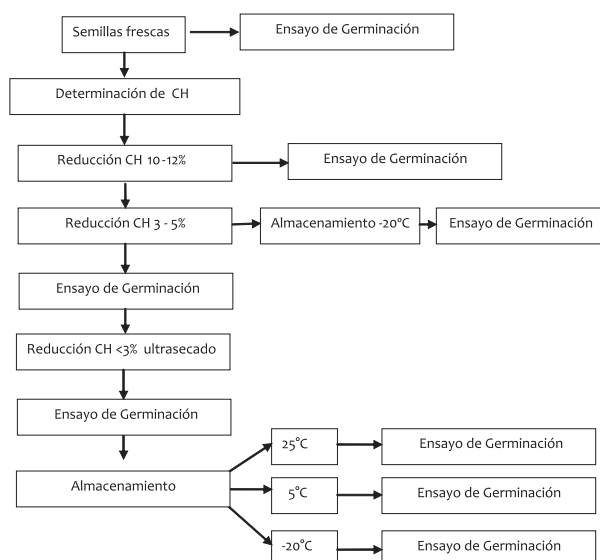 Semillas frescas
Ensayo de Germinación
Determinación de CH
Reducción CH 10-12%
Ensayo de Germinación
Reducción CH 3 - 5%
Almacenamiento -20°C
Ensayo de Germinación
Ensayo de Germinación
Reducción CH <3% ultrasecado
Ensayo de Germinación
25°C
Ensayo de Germinación
Almacenamiento
5°C
Ensayo de Germinación
-20°C
Ensayo de Germinación